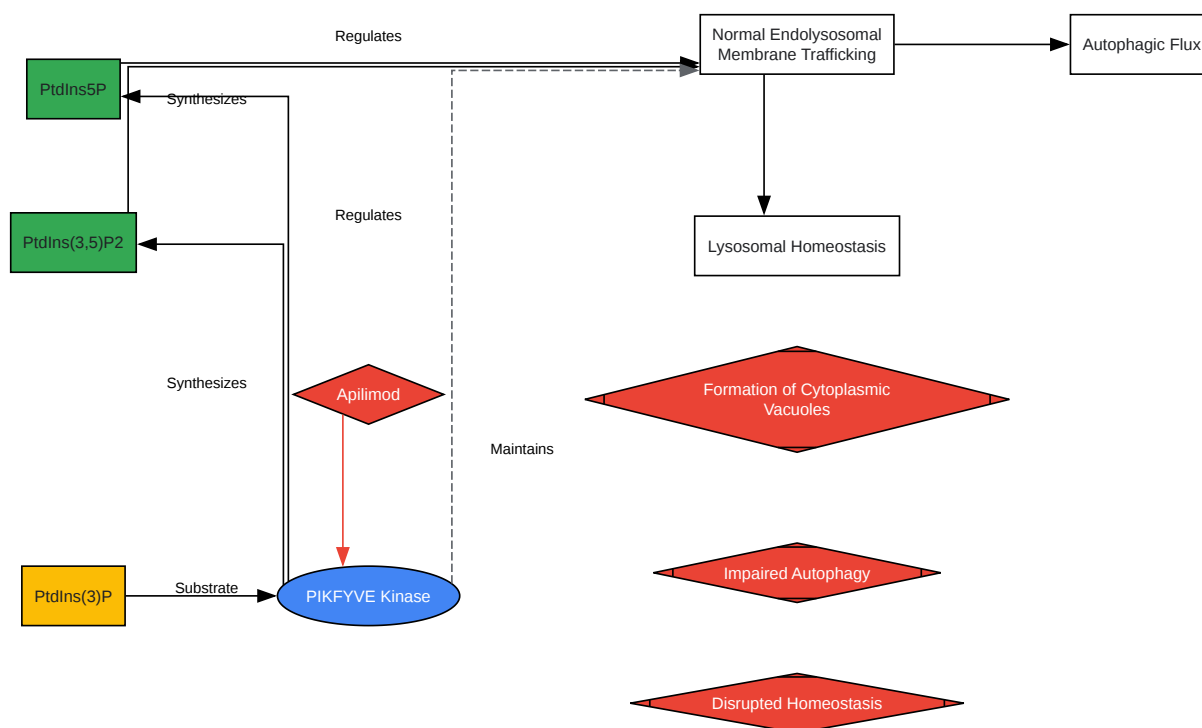 Regulates
Normal Endolysosomal
Membrane Trafficking
Autophagic Flux
PtdIns5P
Synthesizes
Regulates
PtdIns(3,5)P2
Lysosomal Homeostasis
Synthesizes
Apilimod
Formation of Cytoplasmic
Vacuoles
Maintains
Impaired Autophagy
PtdIns(3)P
Substrate
PIKFYVE Kinase
Disrupted Homeostasis